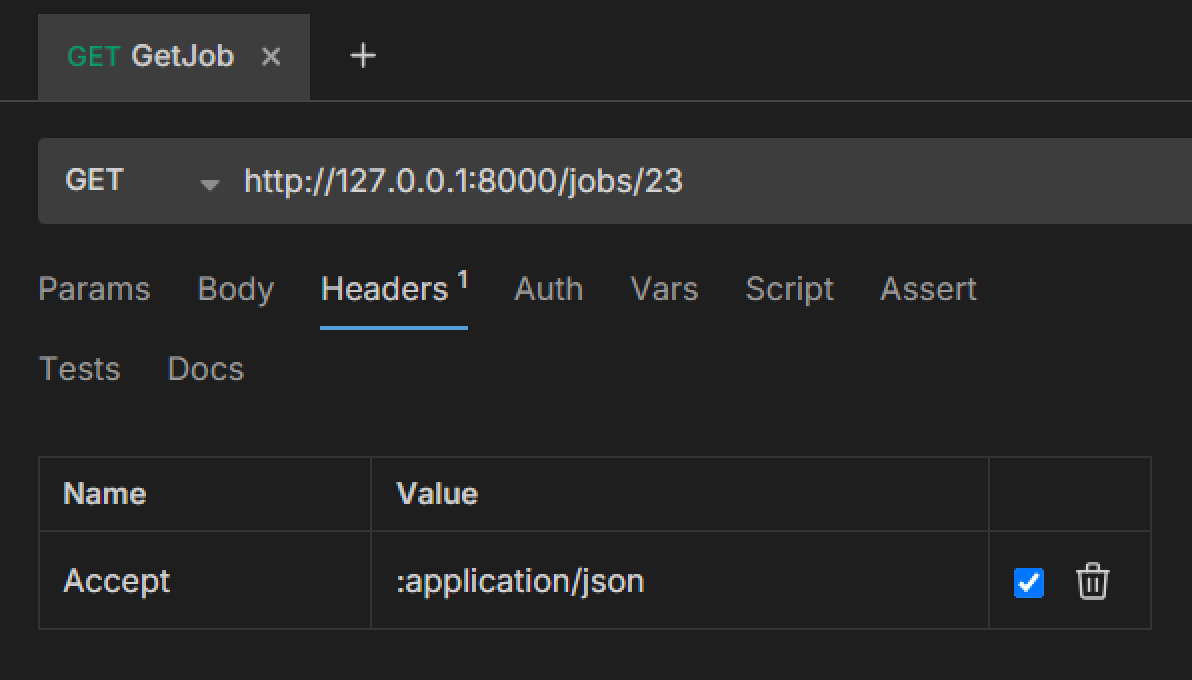 GET GetJob × +
GET http://127.0.0.1:8000/jobs/23
Params Body Headers 1 Auth Vars Script Assert
Tests Docs
Name Value
Accept :application/json